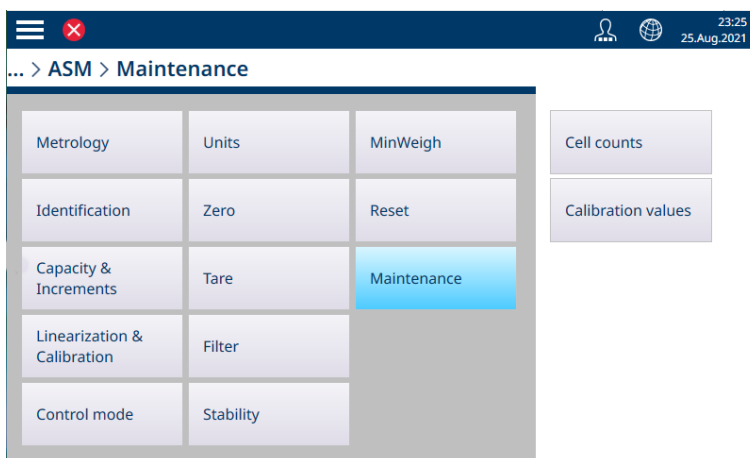 23:25
25.Aug.2021
... > ASM > Maintenance
Metrology
Units
MinWeigh
Cell counts
Identification
Zero
Reset
Calibration values
Capacity &
Increments
Tare
Maintenance
Linearization &
Calibration
Filter
Control mode
Stability